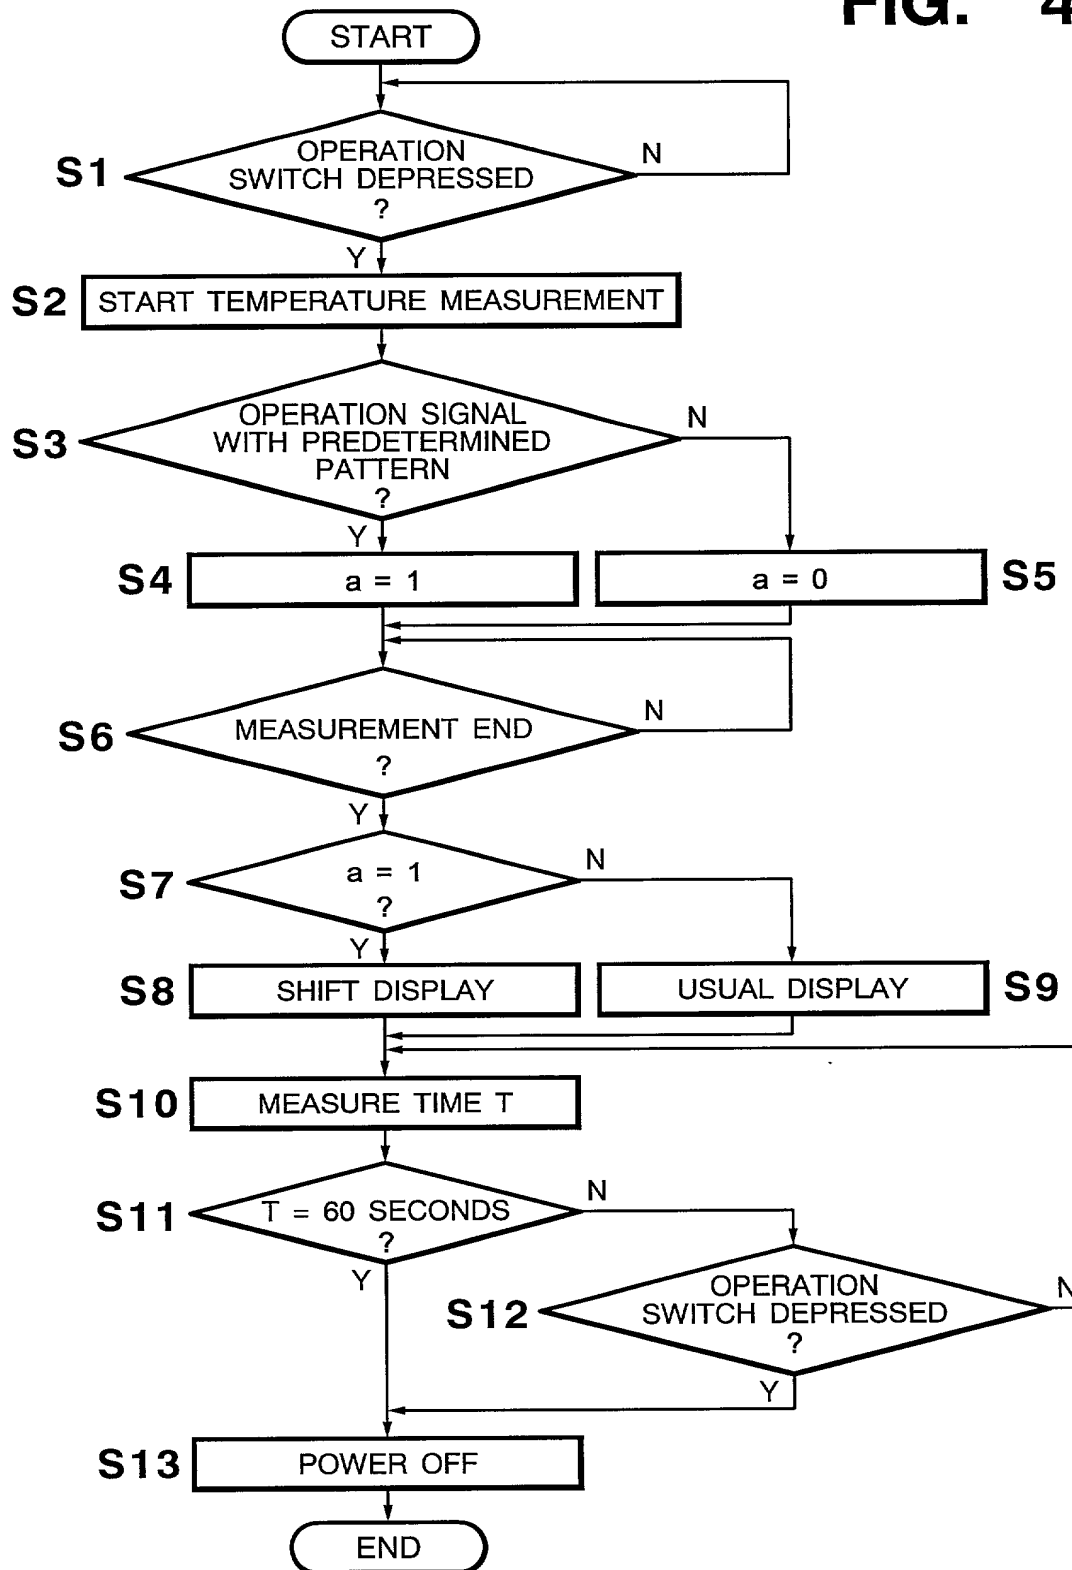 FIG. 4
START
S1
OPERATION
SWITCH DEPRESSED
?
N
Y
S2
START TEMPERATURE MEASUREMENT
S3
OPERATION SIGNAL
WITH PREDETERMINED
PATTERN
?
N
Y
S4
a = 1
a = 0
S5
S6
MEASUREMENT END
?
N
Y
S7
a = 1
?
N
Y
S8
SHIFT DISPLAY
USUAL DISPLAY
S9
S10
MEASURE TIME T
S11
T = 60 SECONDS
?
N
Y
S12
OPERATION
SWITCH DEPRESSED
?
N
Y
S13
POWER OFF
END